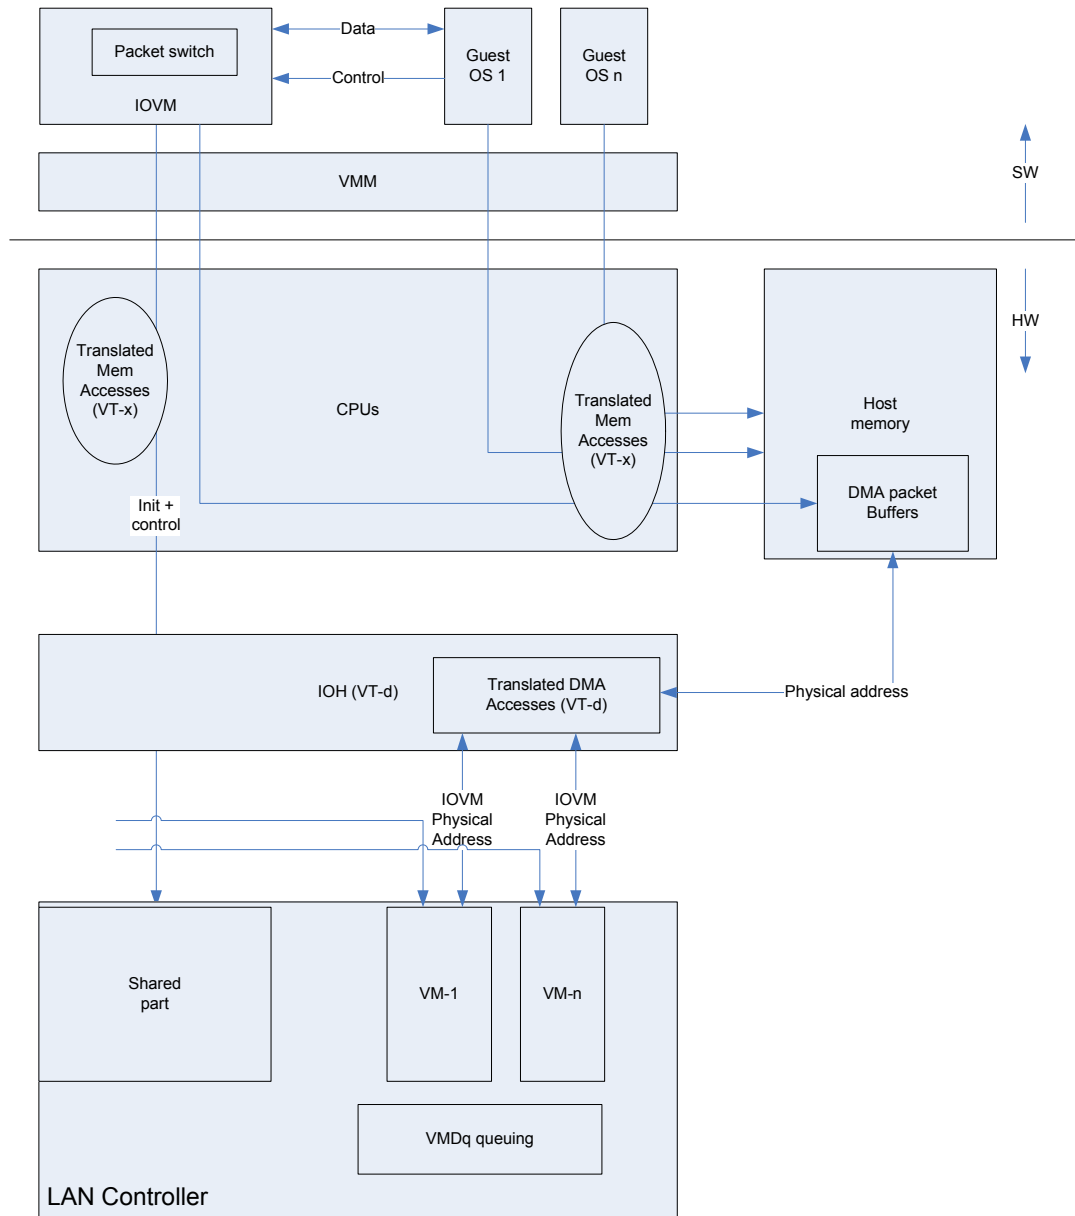 Packet switch
IOVM
Data
Control
Guest
OS 1
Guest
OS n
VMM
SW
HW
Translated
Mem
Accesses
(VT-x)
CPUs
Translated
Mem
Accesses
(VT-x)
Host
memory
DMA packet
Buffers
Init +
control
IOH (VT-d)
Translated DMA
Accesses (VT-d)
Physical address
IOVM
Physical
Address
IOVM
Physical
Address
Shared
part
VM-1
VM-n
VMDq queuing
LAN Controller